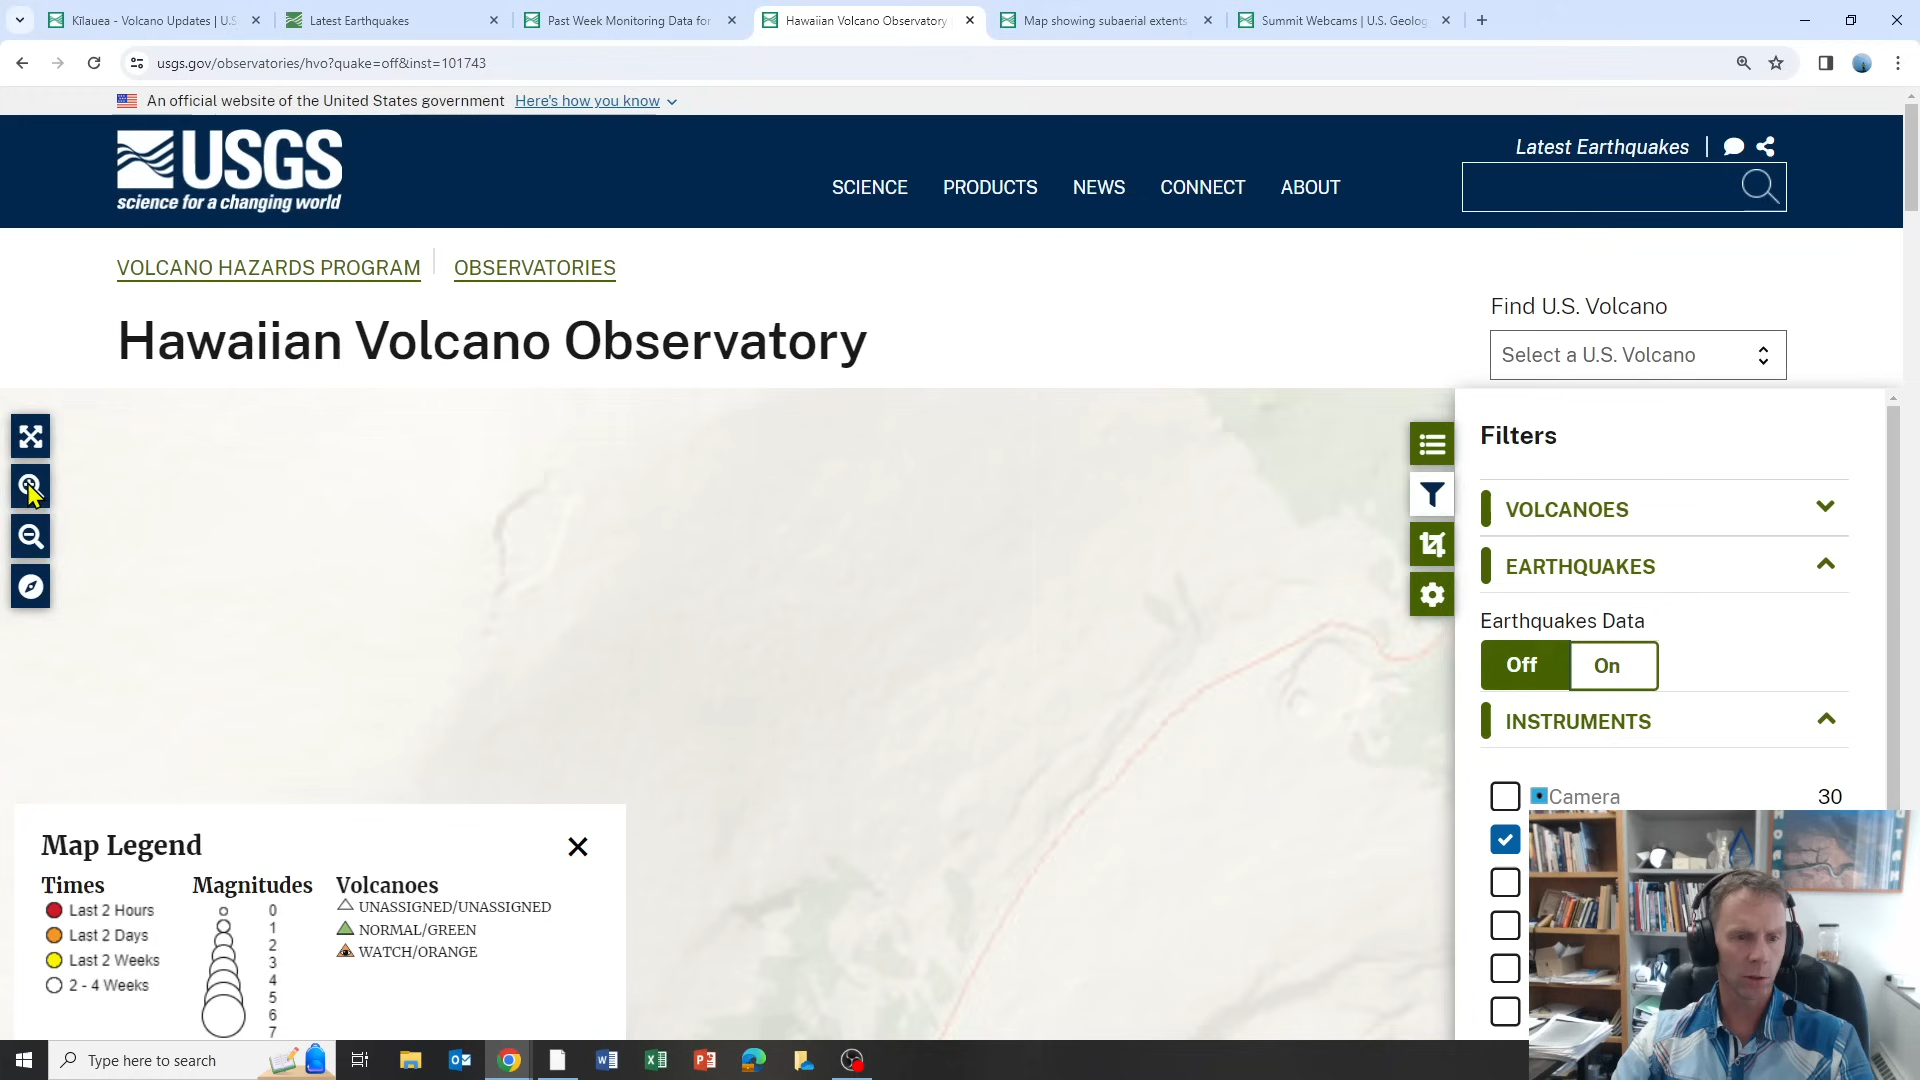 Kīlauea - Volcano Updates | U.S.
Latest Earthquakes
Past Week Monitoring Data for
Hawaiian Volcano Observatory
Map showing subaerial extents
Summit Webcams | U.S. Geolog
usgs.gov/observatories/hvo?quake=off&inst=101743
An official website of the United States government Here's how you know
USGS
science for a changing world
Latest Earthquakes
SCIENCE PRODUCTS NEWS CONNECT ABOUT
VOLCANO HAZARDS PROGRAM OBSERVATORIES
Hawaiian Volcano Observatory
Find U.S. Volcano
Select a U.S. Volcano
Filters
VOLCANOES
EARTHQUAKES
Earthquakes Data
Off On
INSTRUMENTS
Camera 30
Map Legend
Times
Last 2 Hours
Last 2 Days
Last 2 Weeks
2 - 4 Weeks
Magnitudes
0
1
2
3
4
5
6
7
Volcanoes
UNASSIGNED/UNASSIGNED
NORMAL/GREEN
WATCH/ORANGE
Type here to search